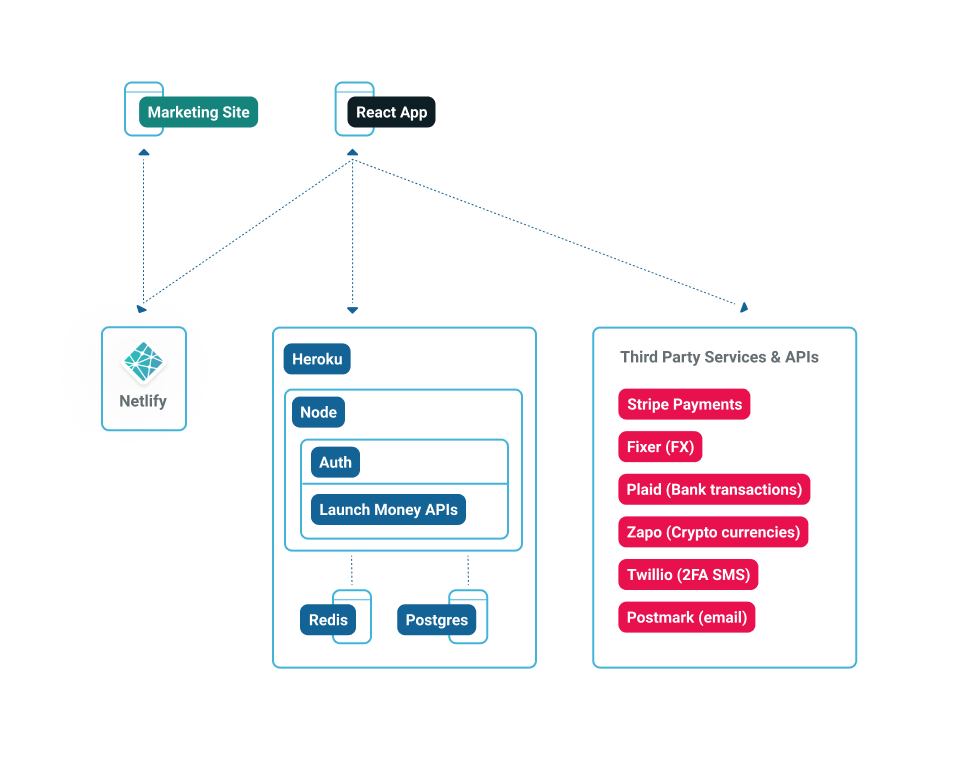 Marketing Site
React App
Netlify
Heroku
Node
Auth
Launch Money APIs
Redis
Postgres
Third Party Services & APIs
Stripe Payments
Fixer (FX)
Plaid (Bank transactions)
Zapo (Crypto currencies)
Twillio (2FA SMS)
Postmark (email)